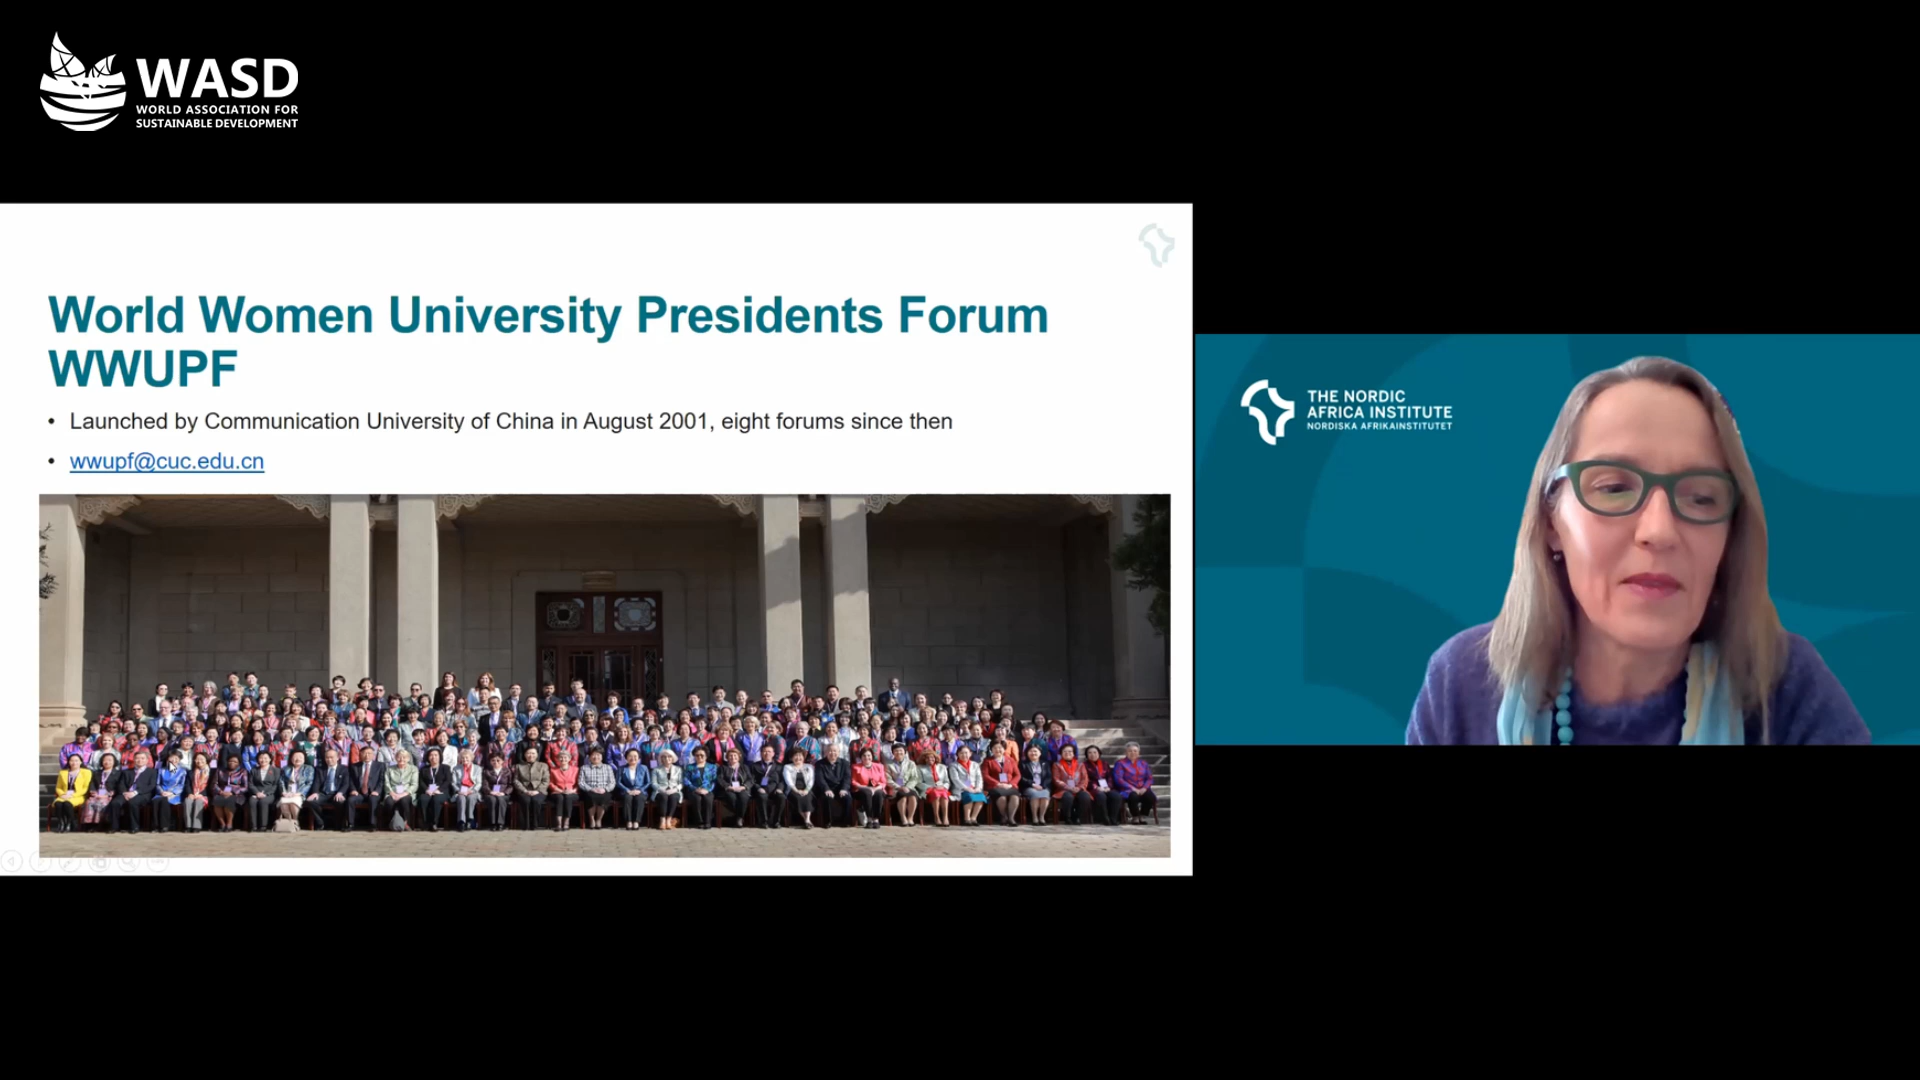 WASD
WORLD ASSOCIATION FOR
SUSTAINABLE DEVELOPMENT
World Women University Presidents Forum
WWUPF
• Launched by Communication University of China in August 2001, eight forums since then
• wwupf@cuc.edu.cn
THE NORDIC
AFRICA INSTITUTE
NORDISKA AFRIKAINSTITUTET